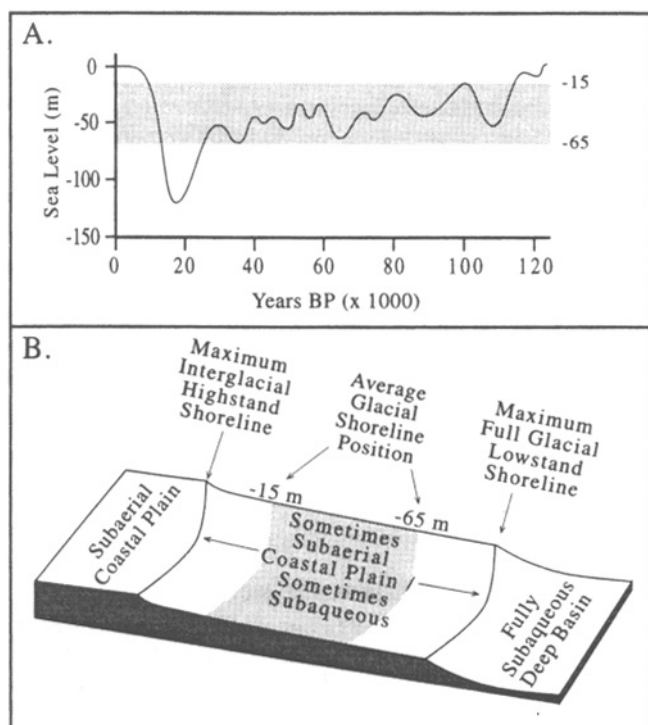 A.
0
-50
-100
-150
Sea Level (m)
-15
-65
0
20
40
60
80
100
120
Years BP (x 1000)
B.
Maximum
Interglacial
Highstand
Shoreline
Average
Glacial
Shoreline
Position
Maximum
Full Glacial
Lowstand
Shoreline
-15 m
-65 m
Subaerial
Coastal Plain
Sometimes
Subaerial
Coastal Plain
Sometimes
Subaqueous
Fully
Subaqueous
Deep Basin